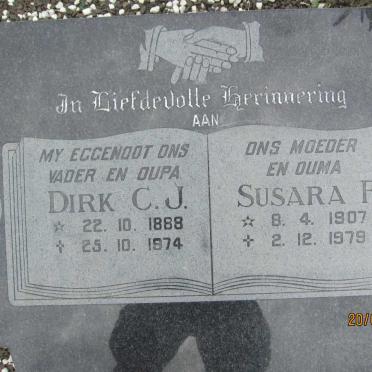 In Liefdevolle Herinnering
AAN
MY EGGENOOT ONS
VADER EN OUPA
DIRK C.J.
☆ 22. 10. 1888
✝ 25. 10. 1974
ONS MOEDER
EN OUMA
SUSARA
☆ 8. 4. 1907
✝ 2. 12. 1979
20/